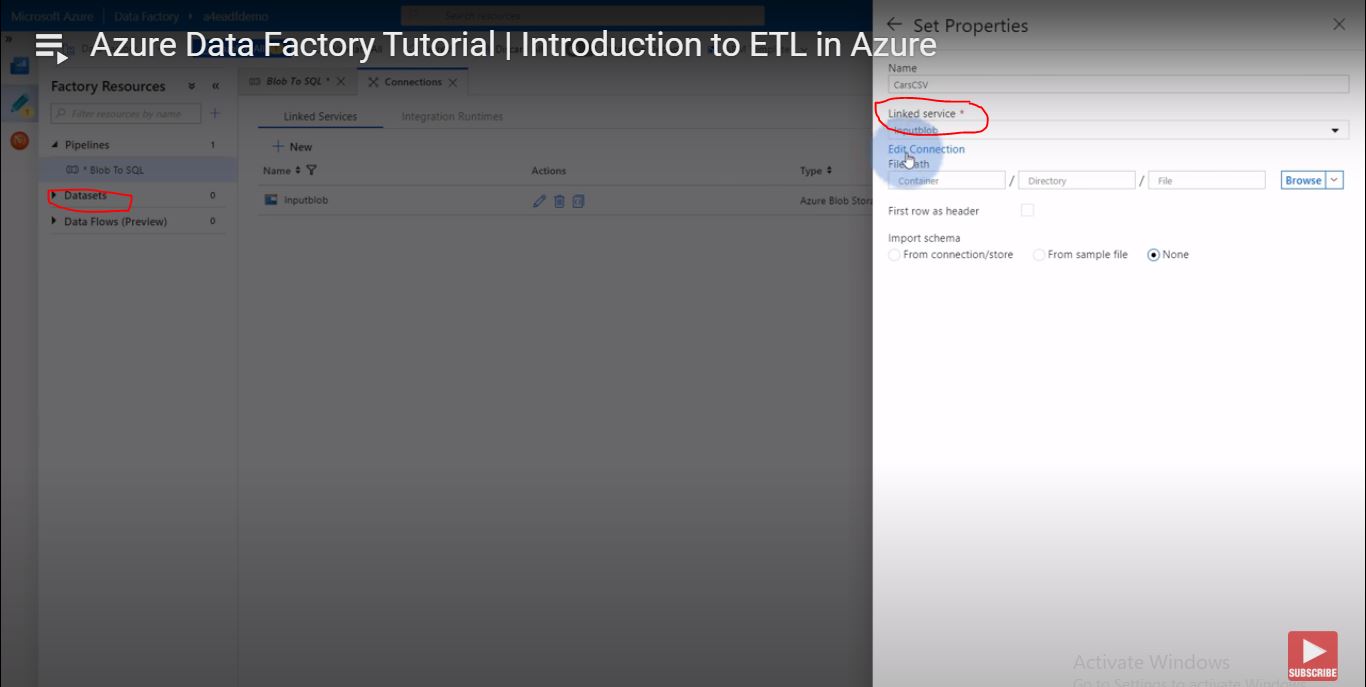 Microsoft Azure Data Factory a4eadfdemo Search resources
Azure Data Factory Tutorial | Introduction to ETL in Azure
Factory Resources
Filter resources by name
Pipelines 1
* Blob To SQL
Datasets 0
Data Flows (Preview) 0
Blob To SQL * Connections
Linked Services Integration Runtimes
New
Name Actions Type
Inputblob Azure Blob Stora
Set Properties
Name
CarsCSV
Linked service *
Inputblob
Edit Connection
File path
Container / Directory / File Browse
First row as header
Import schema
From connection/store From sample file None
Activate Windows
Go to Settings to activate Windows.
SUBSCRIBE